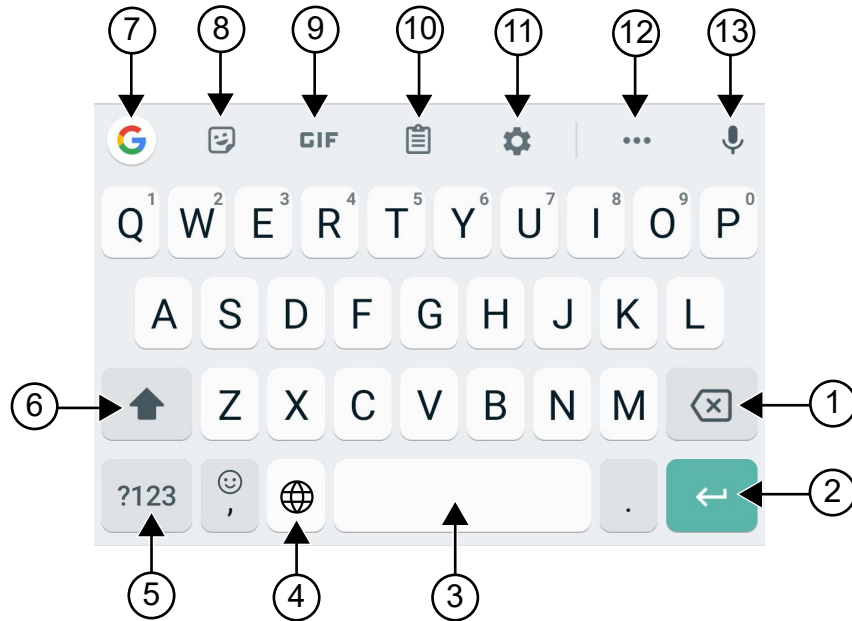 7 8 9 10 11 12 13
G GIF
Q1 W2 E3 R4 T5 Y6 U7 I8 O9 P0
A S D F G H J K L
6 Z X C V B N M 1
?123 , . 2
5 4 3